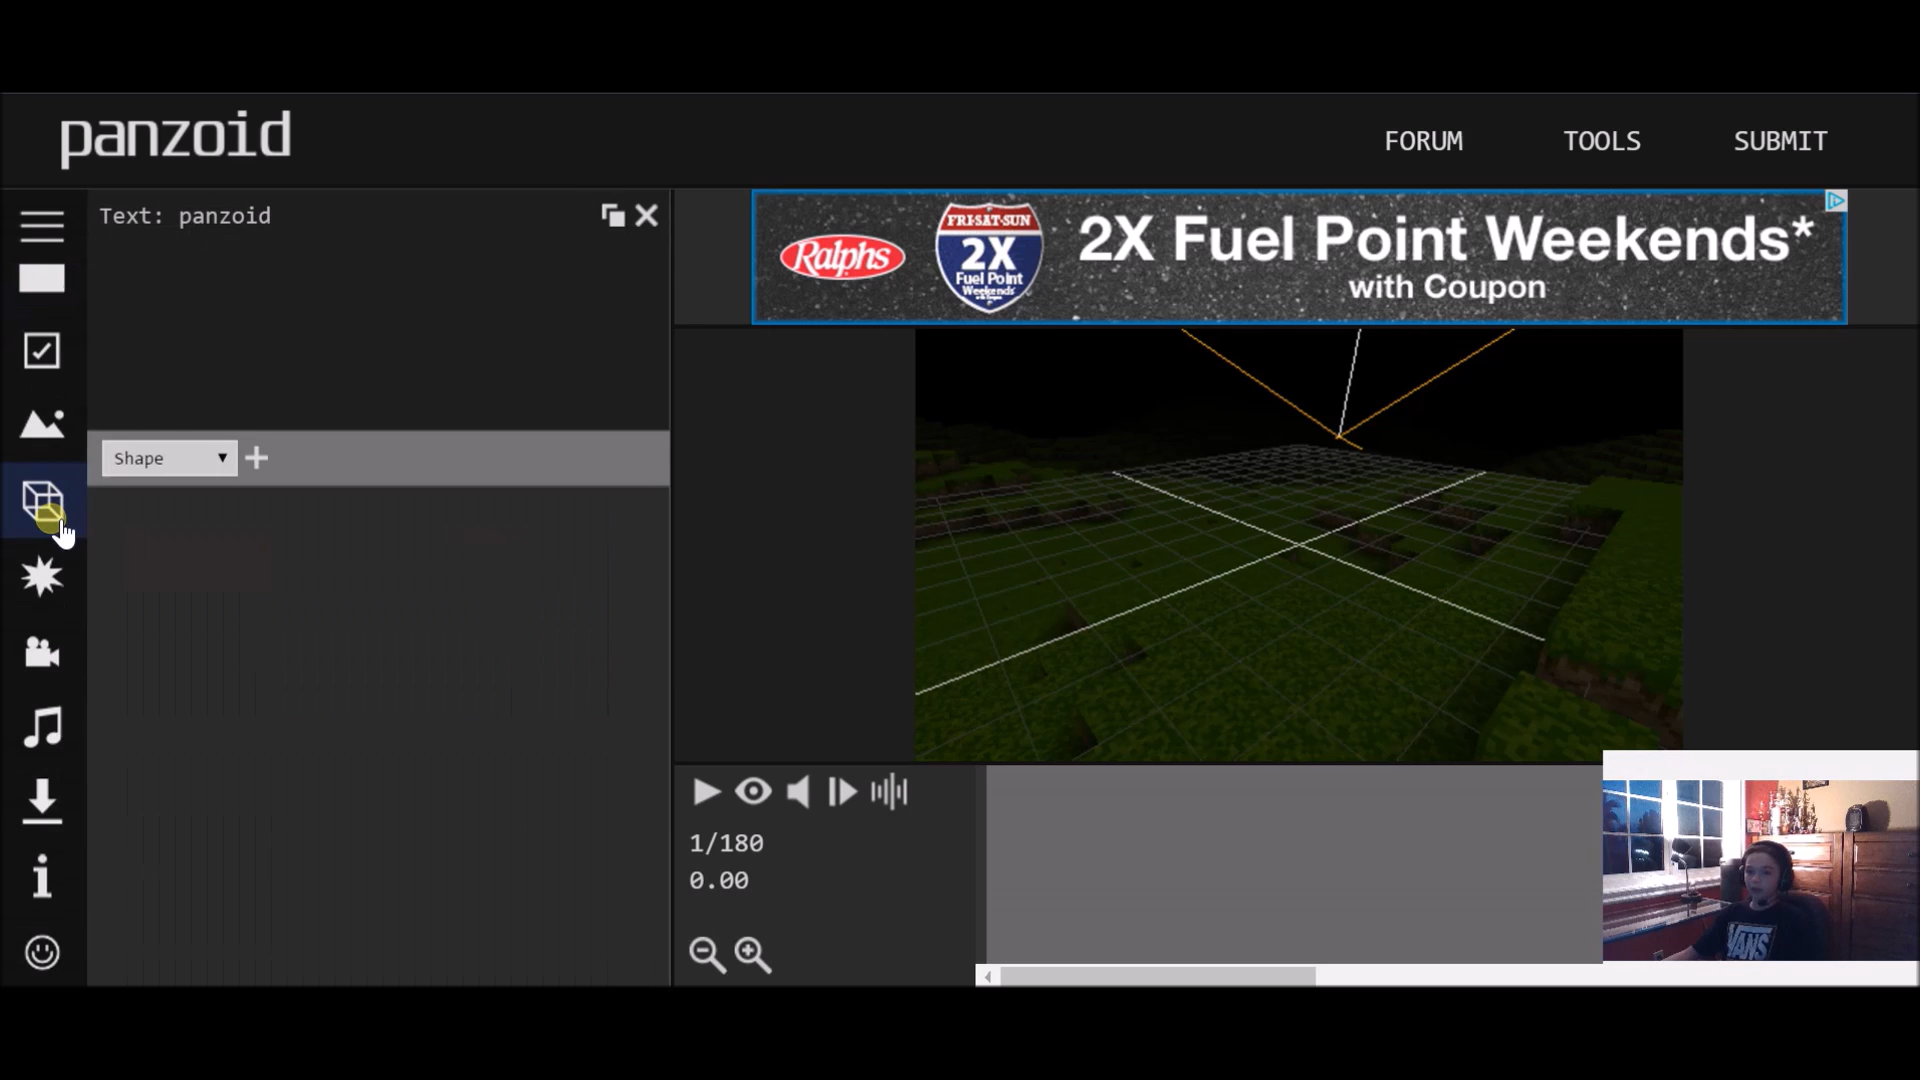 panzoid
FORUM TOOLS SUBMIT
Text: panzoid
Ralphs
FRI-SAT-SUN
2X
Fuel Point
Weekends
2X Fuel Point Weekends*
with Coupon
Shape
1/180
0.00
VANS